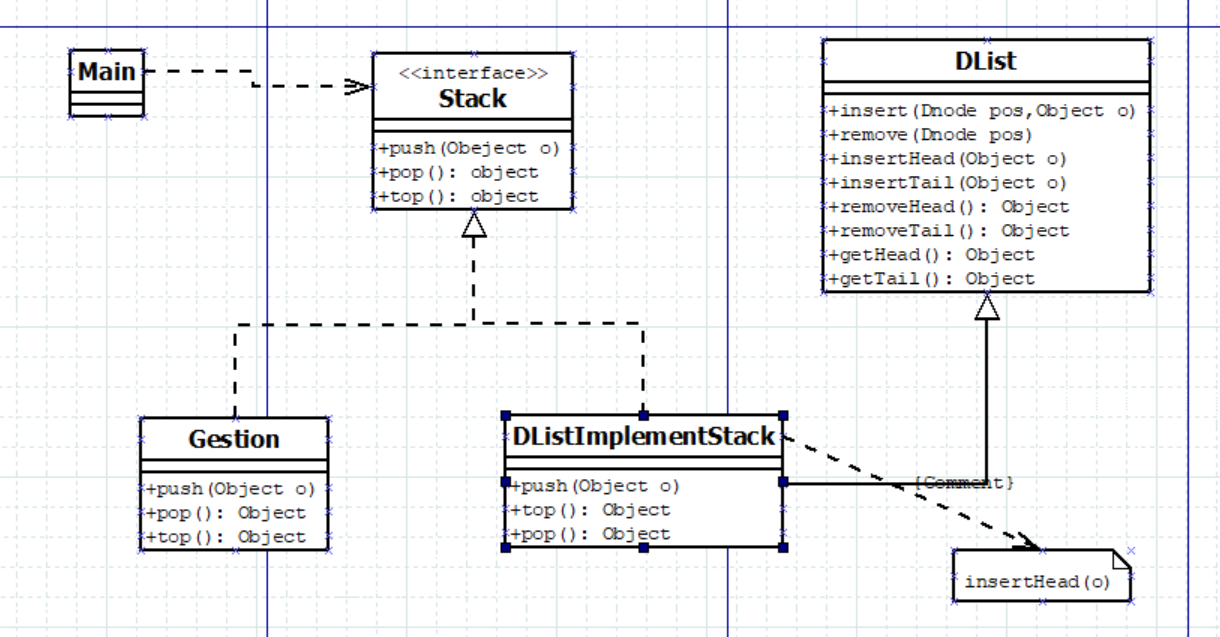 Main
<<interface>>
Stack
+push(Obeject o)
+pop(): object
+top(): object
DList
+insert(Dnode pos,Object o)
+remove(Dnode pos)
+insertHead(Object o)
+insertTail(Object o)
+removeHead(): Object
+removeTail(): Object
+getHead(): Object
+getTail(): Object
Gestion
+push(Object o)
+pop(): Object
+top(): Object
DListImplementStack
+push(Object o)
+top(): Object
+pop(): Object
{Comment}
insertHead(o)